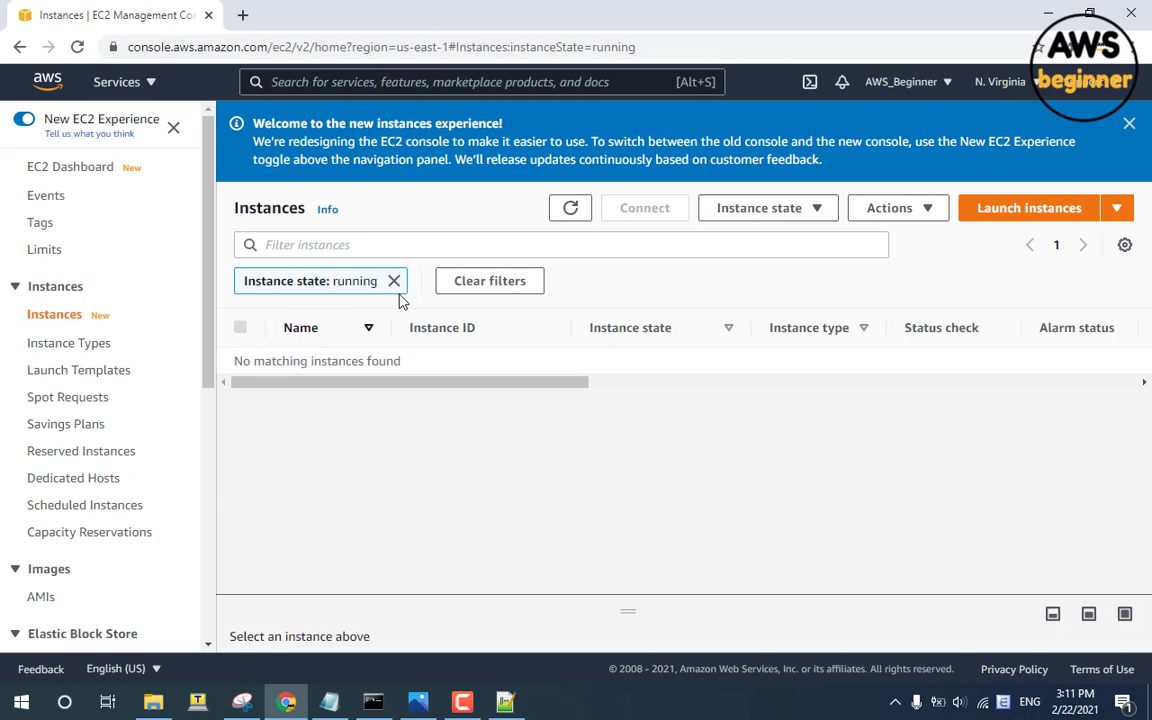 Instances | EC2 Management Co
console.aws.amazon.com/ec2/v2/home?region=us-east-1#Instances:instanceState=running
AWS
beginner
aws
Services
Search for services, features, marketplace products, and docs
[Alt+S]
AWS_Beginner
N. Virginia
New EC2 Experience
Tell us what you think
EC2 Dashboard New
Events
Tags
Limits
Instances
Instances New
Instance Types
Launch Templates
Spot Requests
Savings Plans
Reserved Instances
Dedicated Hosts
Scheduled Instances
Capacity Reservations
Images
AMIs
Elastic Block Store
Welcome to the new instances experience!
We're redesigning the EC2 console to make it easier to use. To switch between the old console and the new console, use the New EC2 Experience
toggle above the navigation panel. We'll release updates continuously based on customer feedback.
Instances Info
Connect
Instance state
Actions
Launch instances
Filter instances
1
Instance state: running
Clear filters
Name
Instance ID
Instance state
Instance type
Status check
Alarm status
No matching instances found
Select an instance above
Feedback
English (US)
© 2008 - 2021, Amazon Web Services, Inc. or its affiliates. All rights reserved.
Privacy Policy
Terms of Use
ENG
3:11 PM
2/22/2021